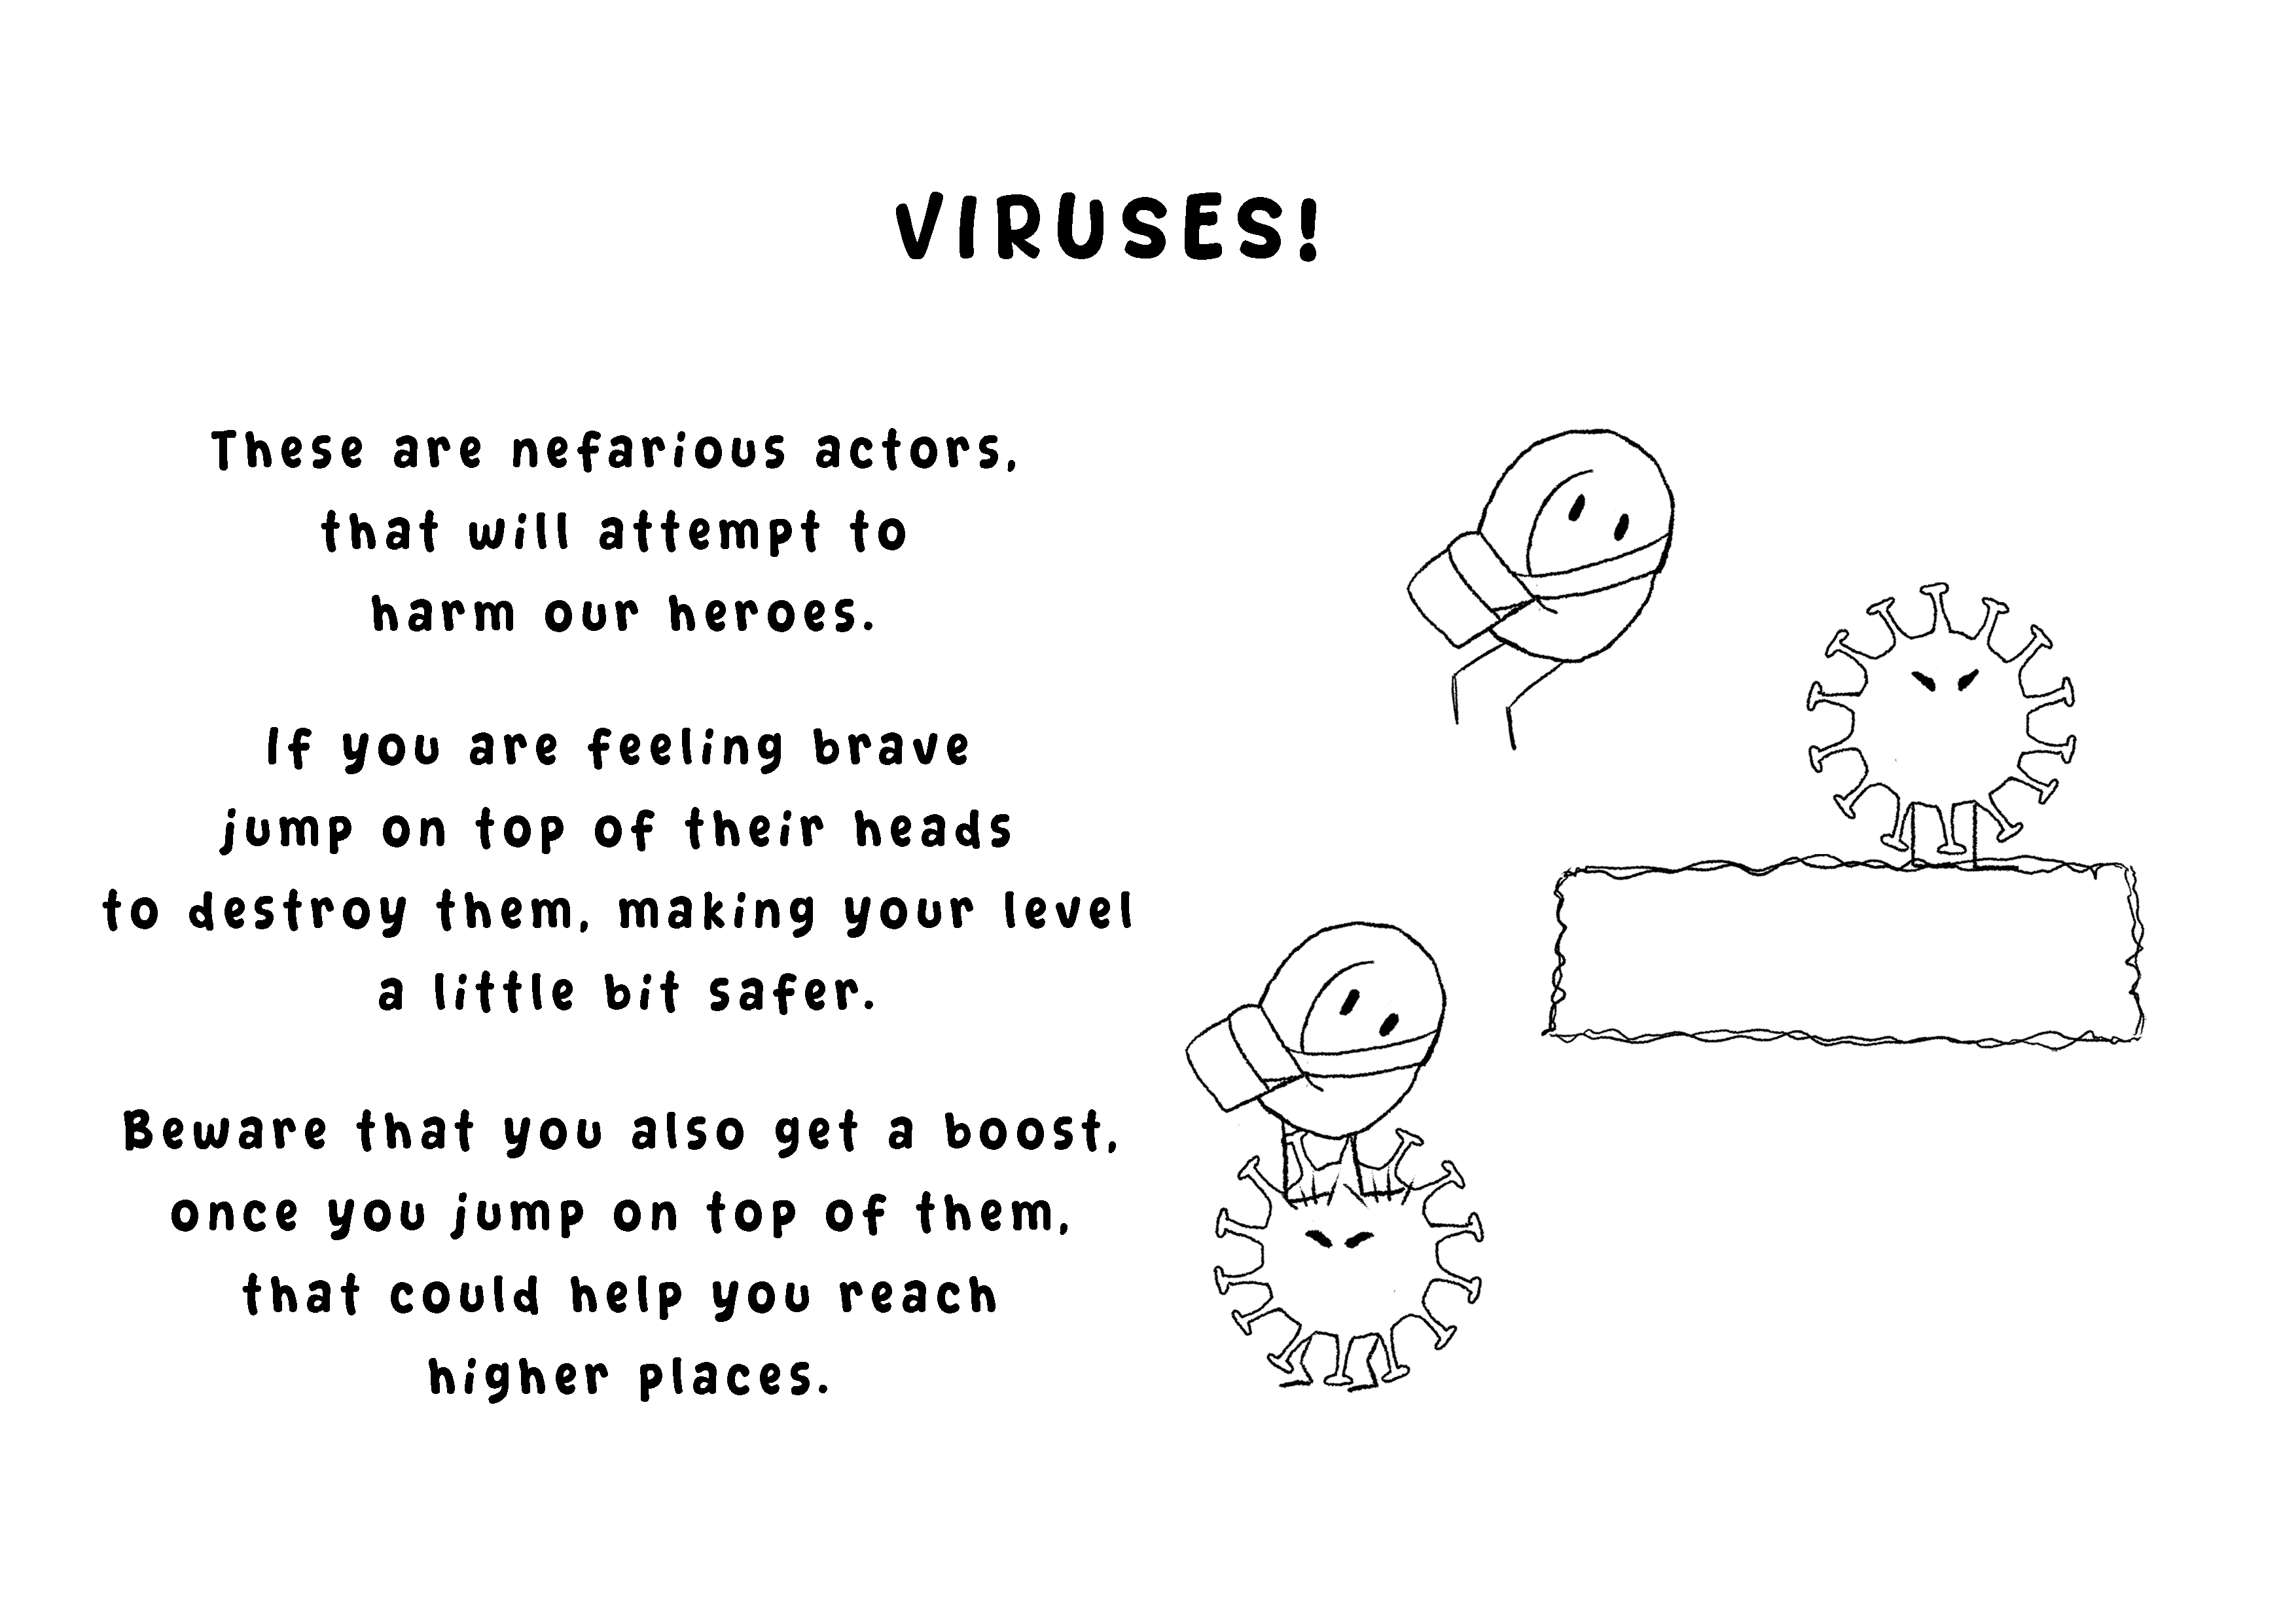 VIRUSES!
These are nefarious actors,
that will attempt to
harm our heroes.
If you are feeling brave
jump on top of their heads
to destroy them, making your level
a little bit safer.
Beware that you also get a boost,
once you jump on top of them,
that could help you reach
higher places.